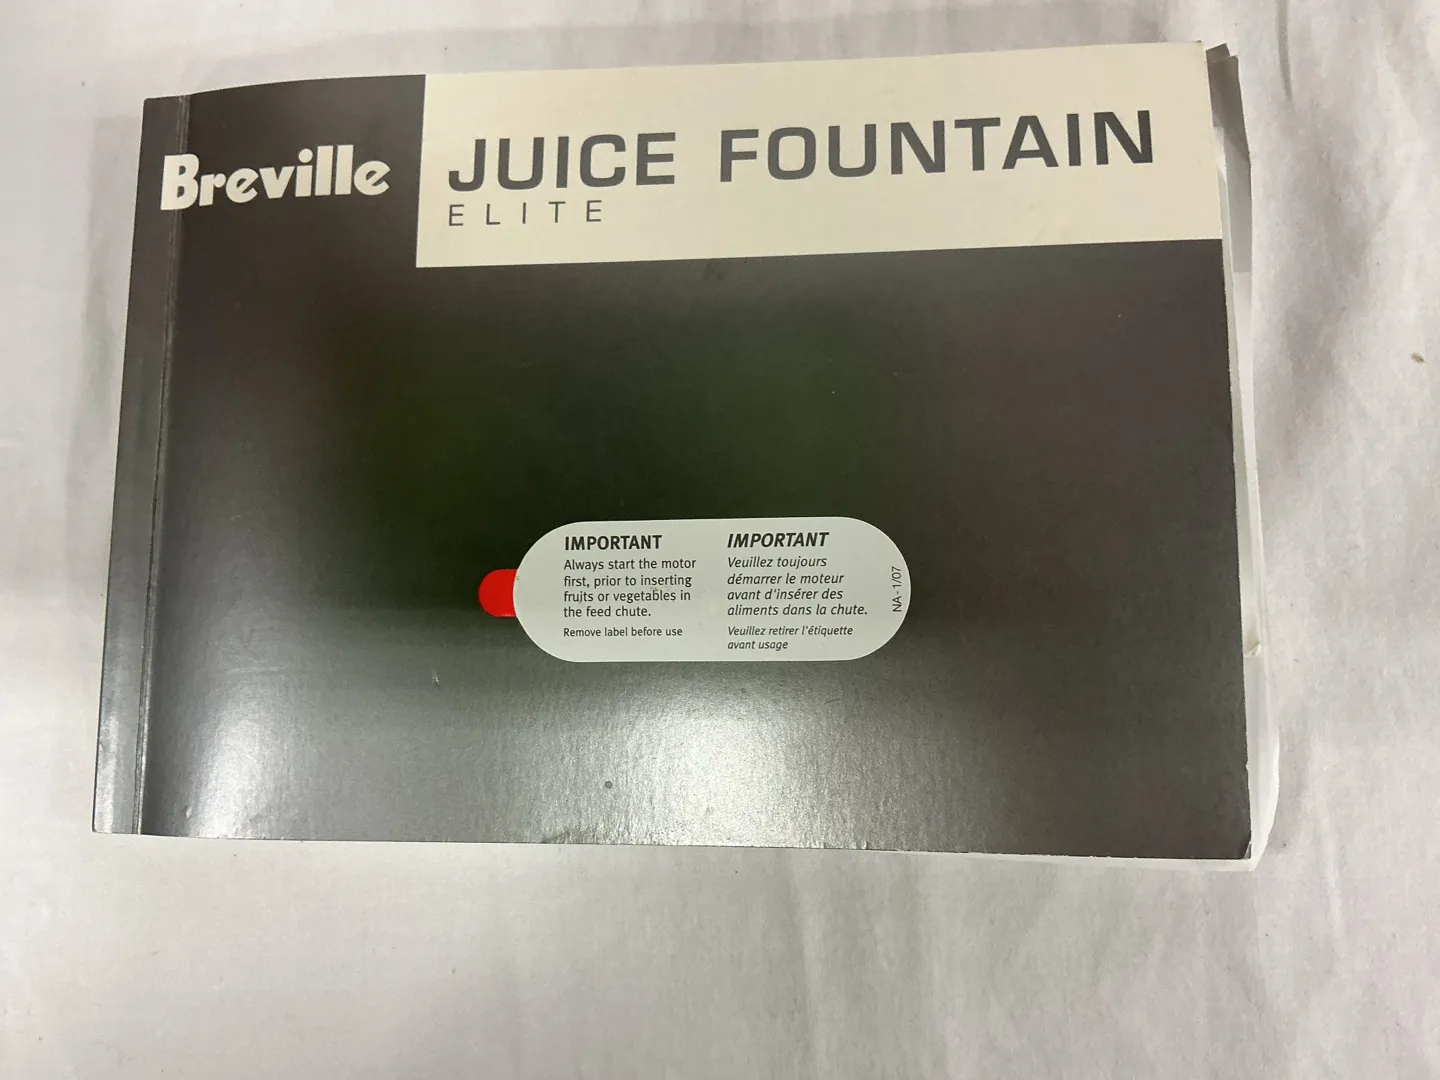 Breville
JUICE FOUNTAIN
ELITE
IMPORTANT
Always start the motor
first, prior to inserting
fruits or vegetables in
the feed chute.
Remove label before use
IMPORTANT
Veuillez toujours
démarrer le moteur
avant d'insérer des
aliments dans la chute.
Veuillez retirer l'étiquette
avant usage
NA-1/07